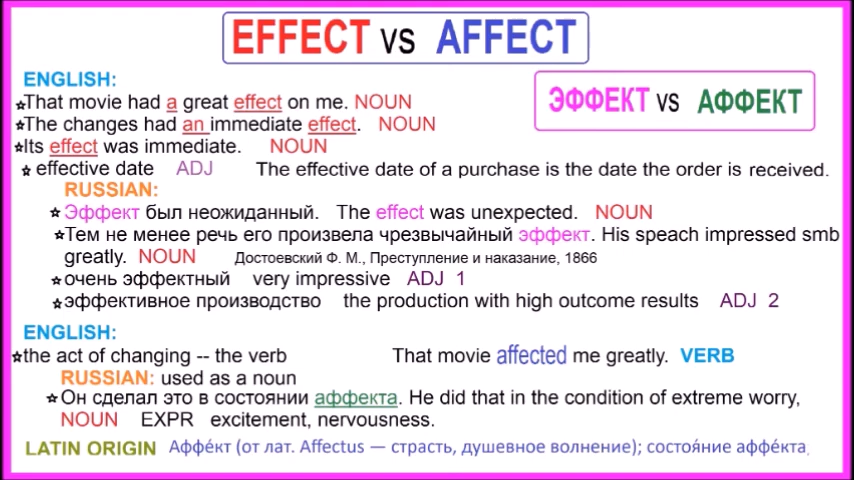 EFFECT vs AFFECT
ENGLISH:
ЭФФЕКТ vs АФФЕКТ
☆That movie had a great effect on me. NOUN
☆The changes had an immediate effect. NOUN
☆Its effect was immediate. NOUN
☆ effective date ADJ The effective date of a purchase is the date the order is received.
RUSSIAN:
☆Эффект был неожиданный. The effect was unexpected. NOUN
☆Тем не менее речь его произвела чрезвычайный эффект. His speach impressed smb
greatly. NOUN Достоевский Ф. М., Преступление и наказание, 1866
☆очень эффектный very impressive ADJ 1
☆эффективное производство the production with high outcome results ADJ 2
ENGLISH:
☆the act of changing -- the verb That movie affected me greatly. VERB
RUSSIAN: used as a noun
☆Он сделал это в состоянии аффекта. He did that in the condition of extreme worry,
NOUN EXPR excitement, nervousness.
LATIN ORIGIN Аффе́кт (от лат. Affectus — страсть, душевное волнение); состоя́ние аффе́кта,